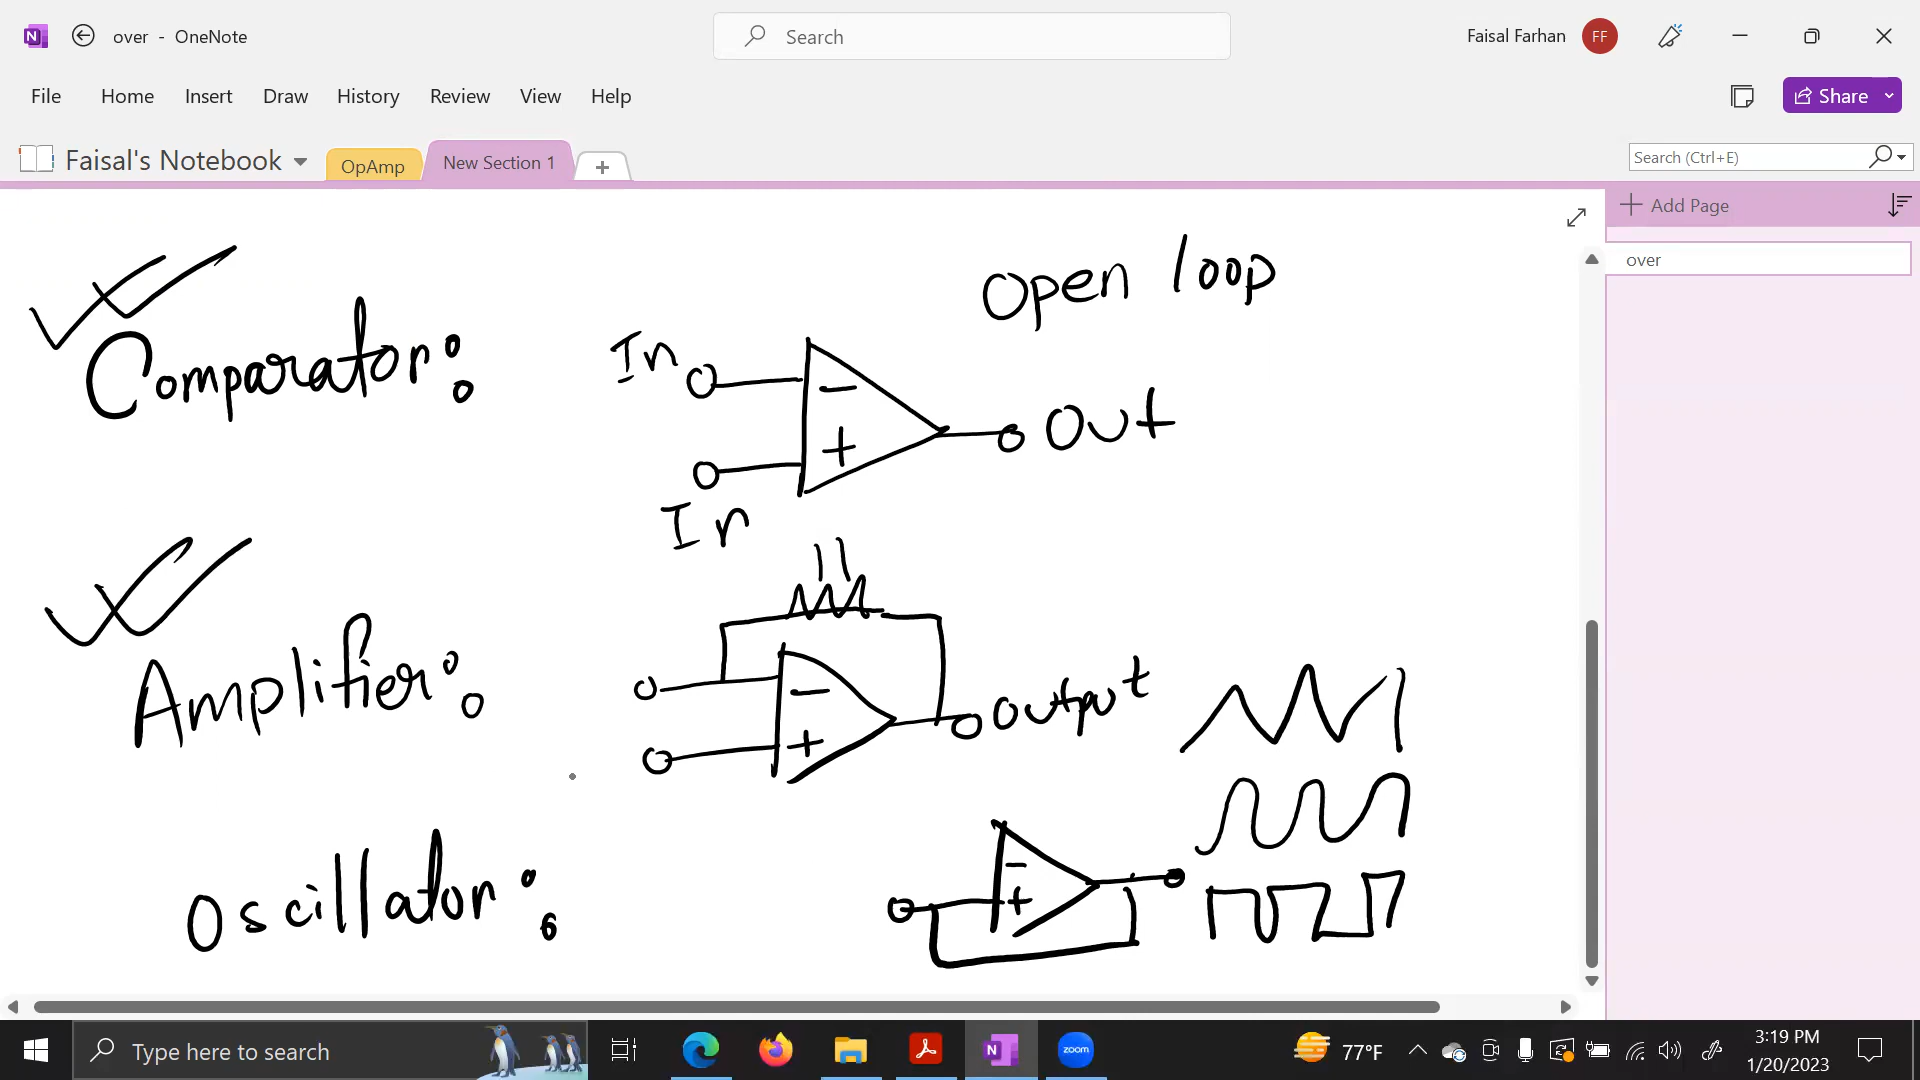 over - OneNote
Search
Faisal Farhan
FF
File
Home
Insert
Draw
History
Review
View
Help
Share
Faisal's Notebook
OpAmp
New Section 1
+
Search (Ctrl+E)
Add Page
over
Open loop
Comparator:
In
-
+
Out
In
Amplifier:
-
+
Output
Oscillator:
-
+
Type here to search
zoom
77°F
3:19 PM
1/20/2023